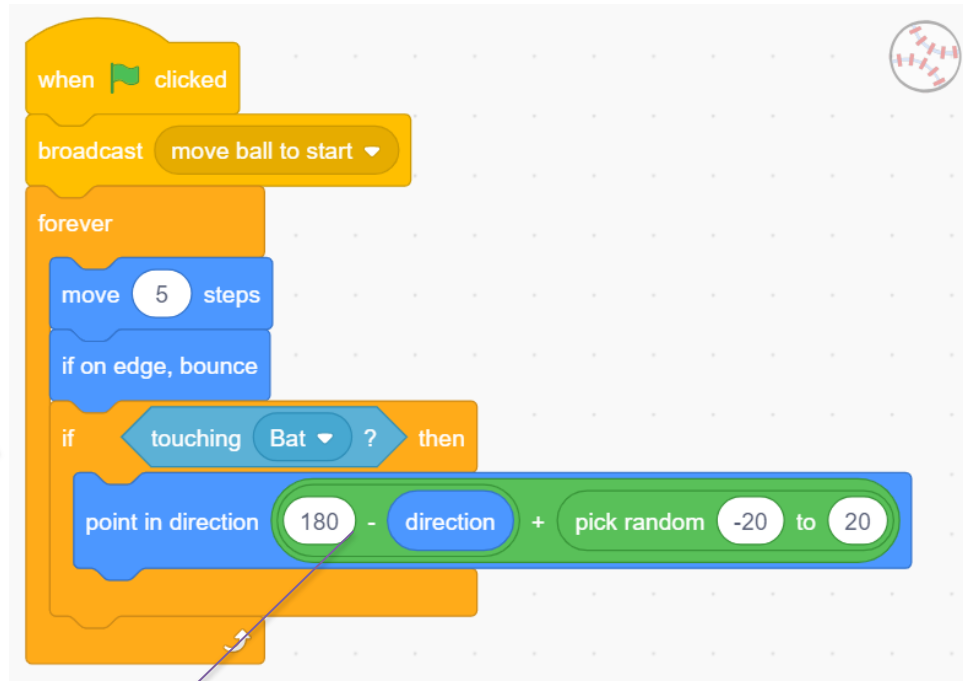 when clicked
broadcast move ball to start
forever
move 5 steps
if on edge, bounce
if touching Bat ? then
point in direction 180 - direction + pick random -20 to 20